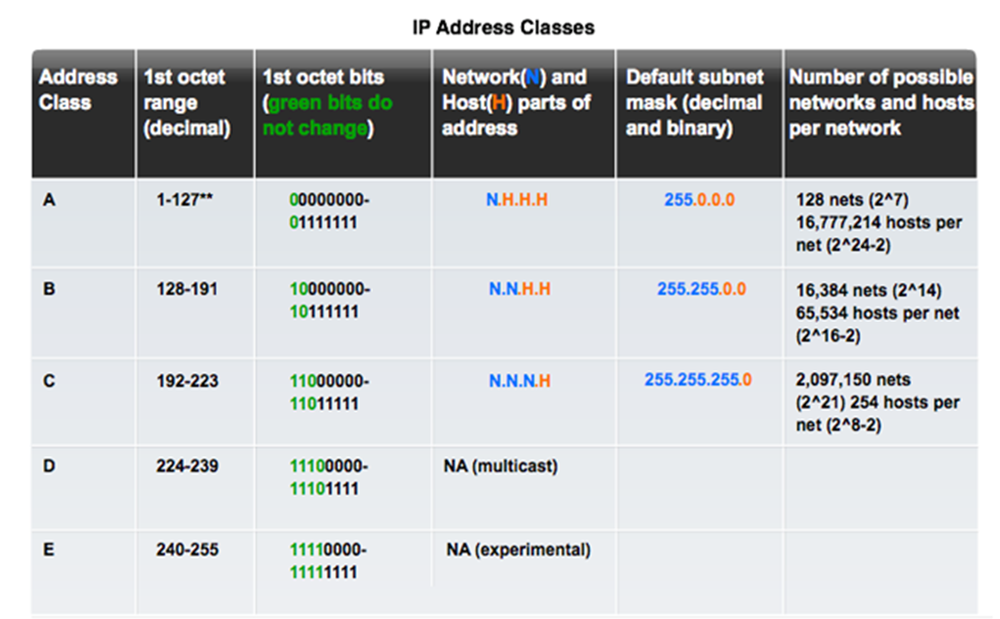 IP Address Classes
Address
Class
1st octet
range
(decimal)
1st octet bits
(green bits do
not change)
Network(N) and
Host(H) parts of
address
Default subnet
mask (decimal
and binary)
Number of possible
networks and hosts
per network
A
1-127**
00000000-
01111111
N.H.H.H
255.0.0.0
128 nets (2^7)
16,777,214 hosts per
net (2^24-2)
B
128-191
10000000-
10111111
N.N.H.H
255.255.0.0
16,384 nets (2^14)
65,534 hosts per net
(2^16-2)
C
192-223
11000000-
11011111
N.N.N.H
255.255.255.0
2,097,150 nets
(2^21) 254 hosts per
net (2^8-2)
D
224-239
11100000-
11101111
NA (multicast)
E
240-255
11110000-
11111111
NA (experimental)